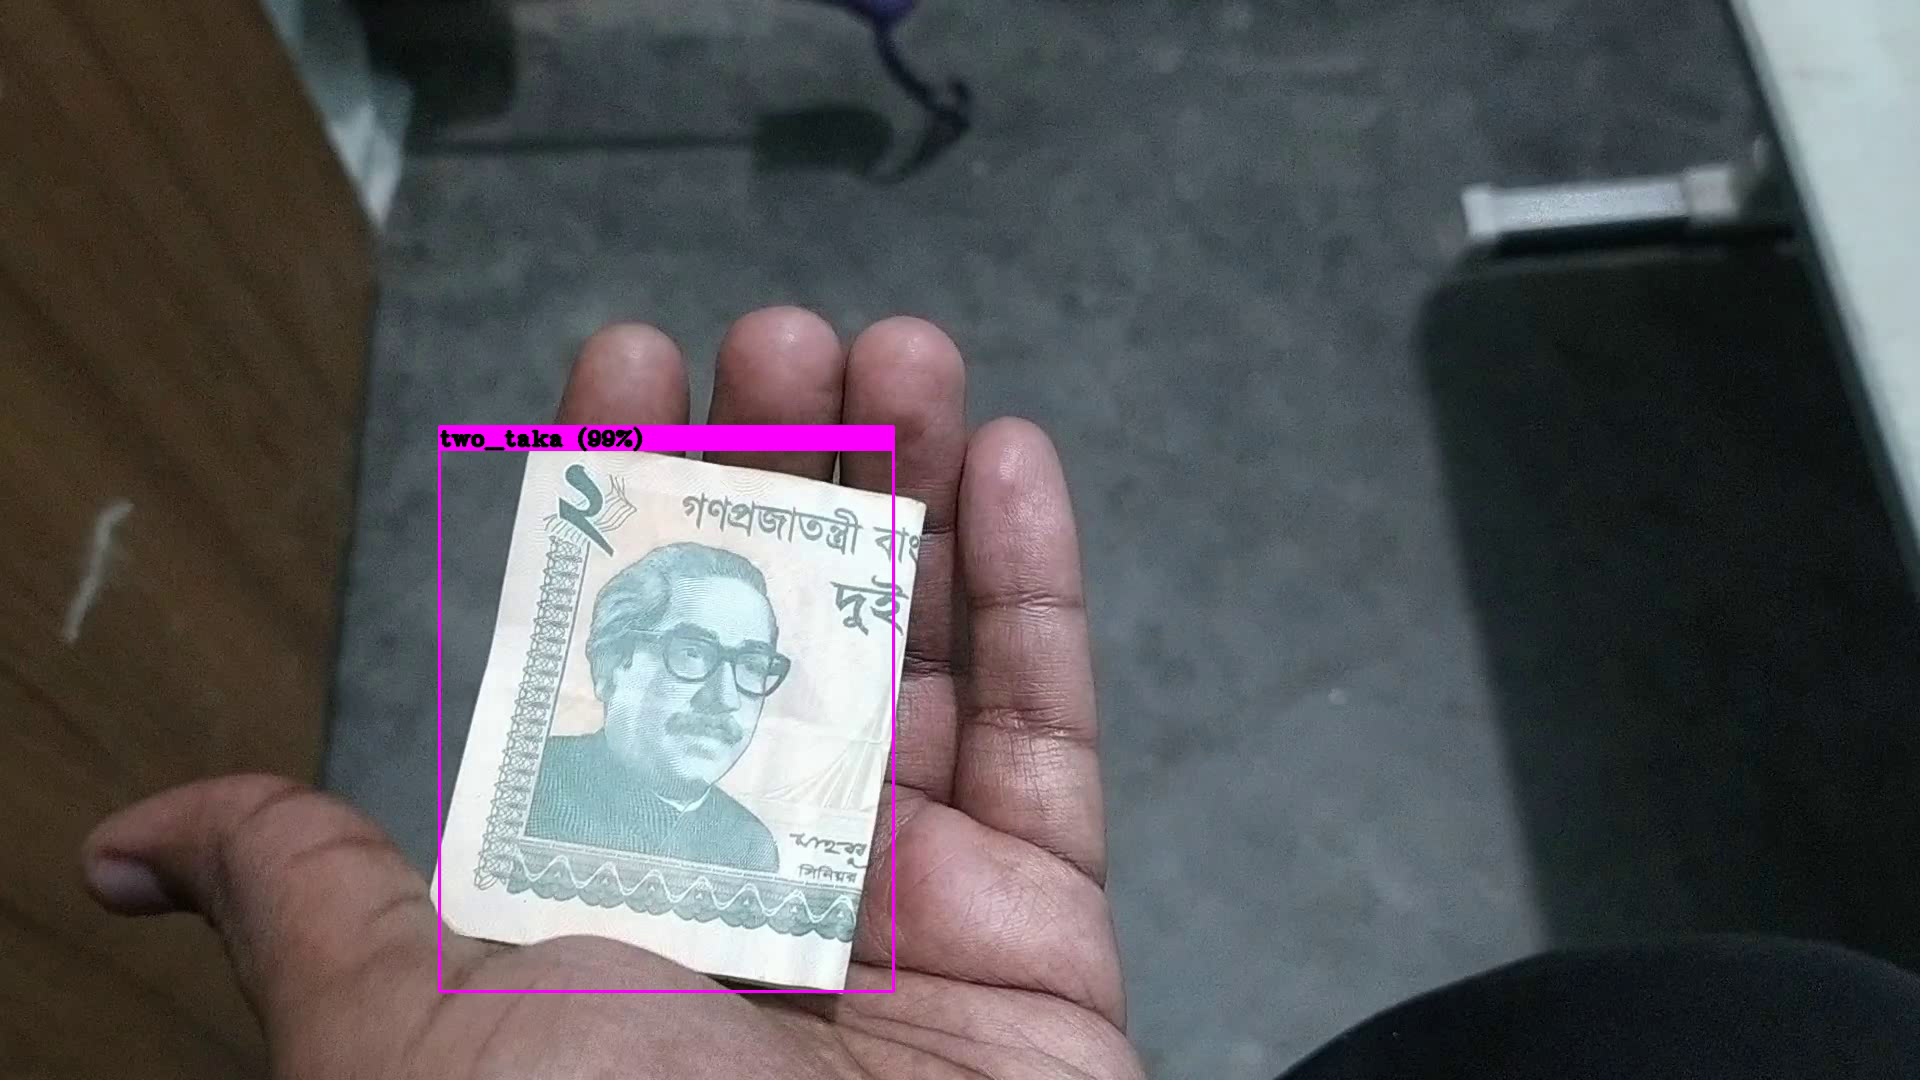 two_taka (99%)
২
গণপ্রজাতন্ত্রী বাং
দুই
সিনিয়র